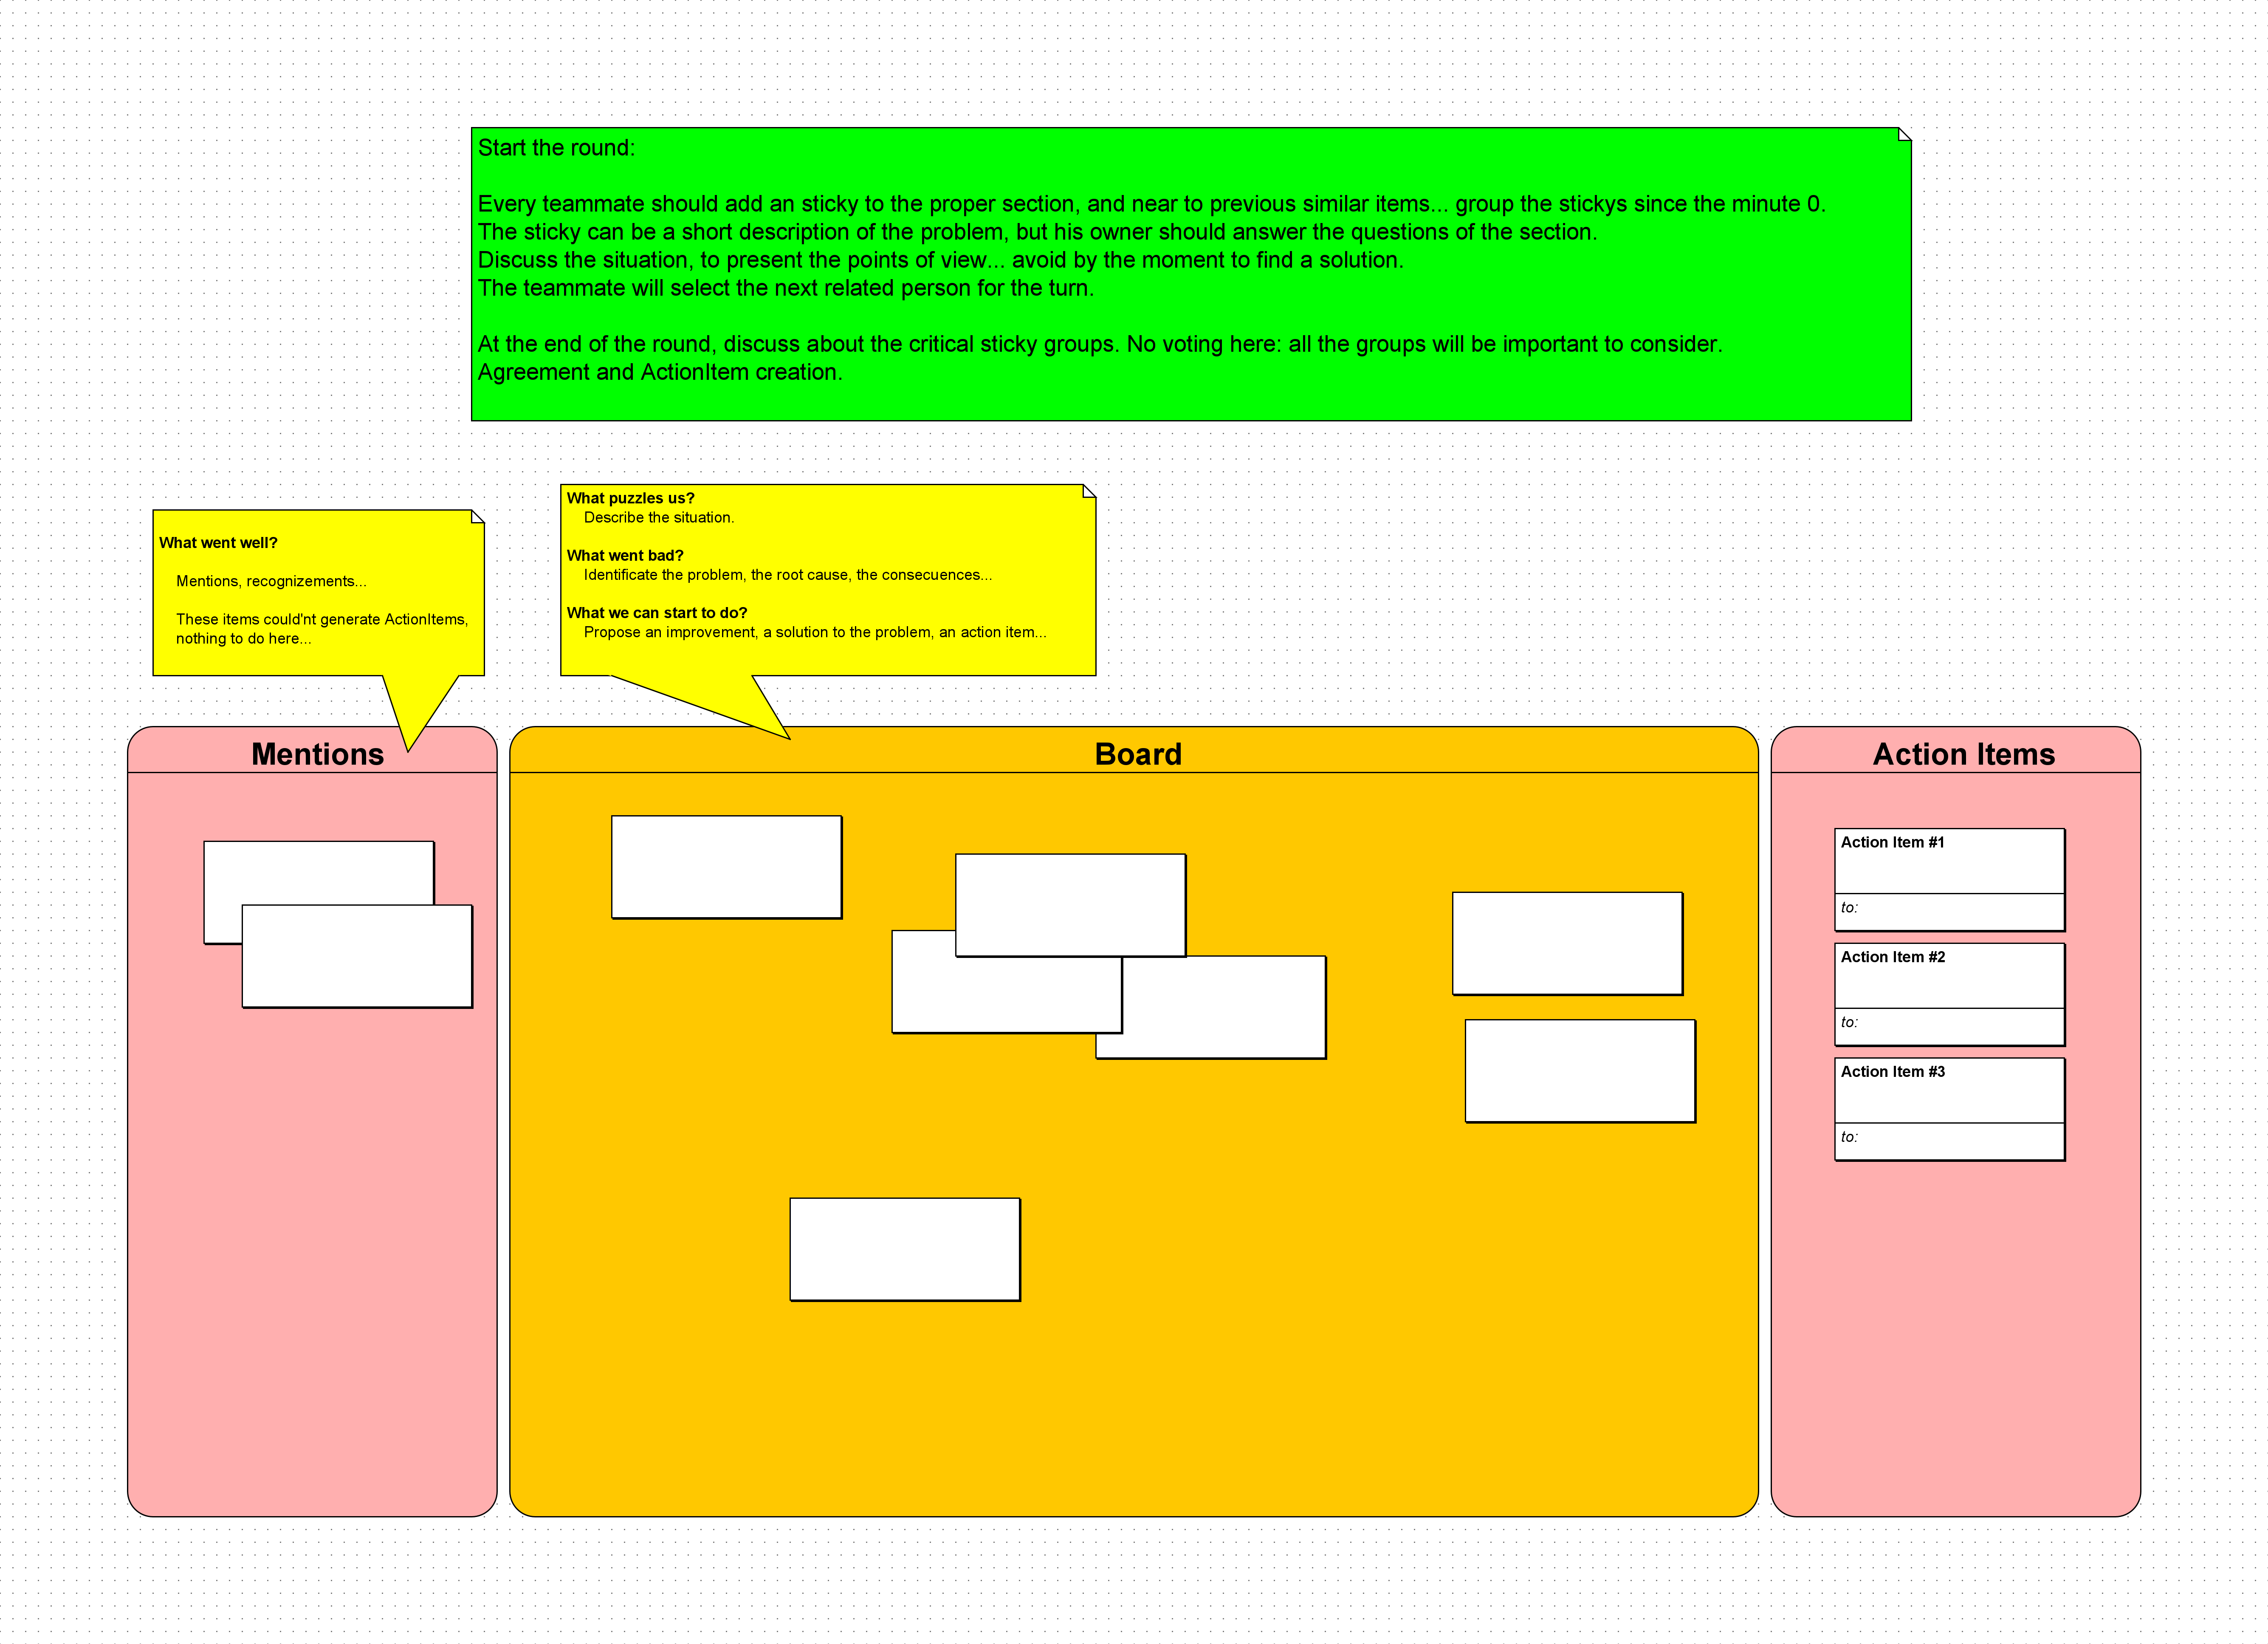 Start the round:
Every teammate should add an sticky to the proper section, and near to previous similar items... group the stickys since the minute 0.
The sticky can be a short description of the problem, but his owner should answer the questions of the section.
Discuss the situation, to present the points of view... avoid by the moment to find a solution.
The teammate will select the next related person for the turn.
At the end of the round, discuss about the critical sticky groups. No voting here: all the groups will be important to consider.
Agreement and ActionItem creation.
What went well?
Mentions, recognizements...
These items could'nt generate ActionItems,
nothing to do here...
What puzzles us?
Describe the situation.
What went bad?
Identificate the problem, the root cause, the consecuences...
What we can start to do?
Propose an improvement, a solution to the problem, an action item...
Mentions
Board
Action Items
Action Item #1
to:
Action Item #2
to:
Action Item #3
to: